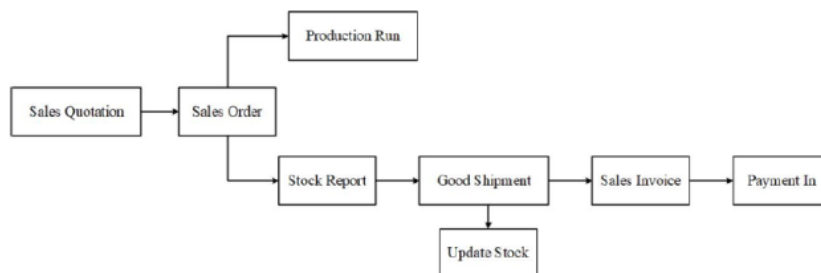 Production Run
Sales Quotation
Sales Order
Stock Report
Good Shipment
Sales Invoice
Payment In
Update Stock